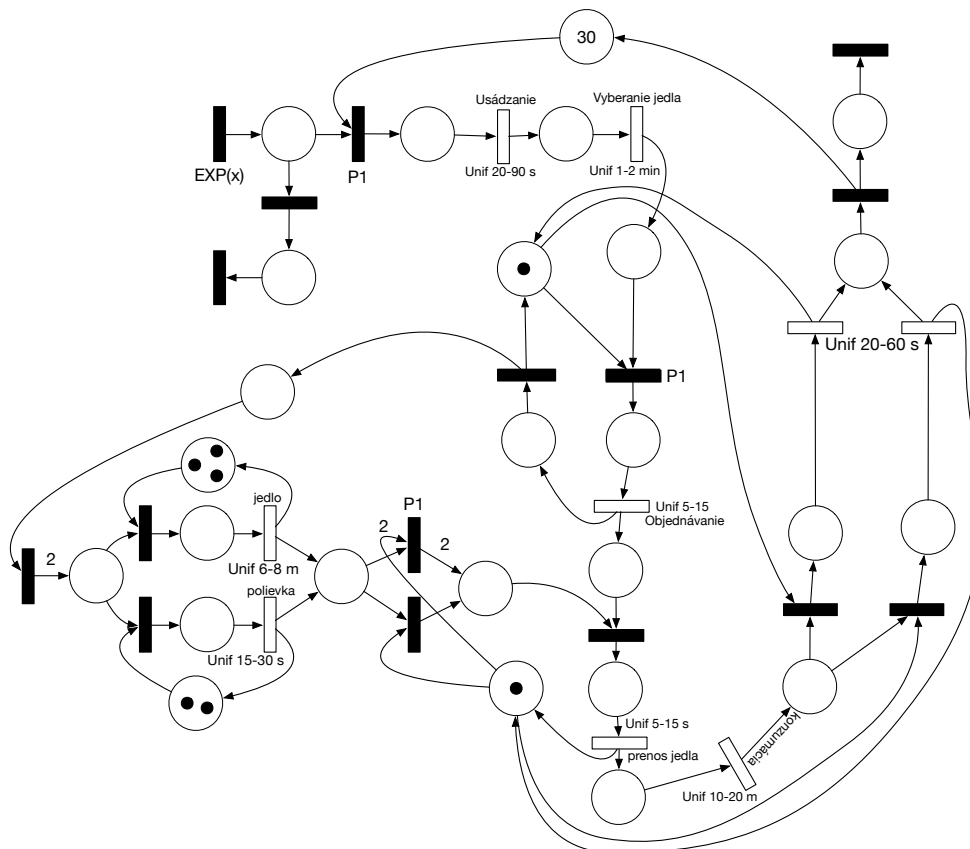 30
Usádzanie
Vyberanie jedla
EXP(x)
P1
Unif 20-90 s
Unif 1-2 min
Unif 20-60 s
P1
jedlo
P1
Unif 5-15
Objednávanie
2
2
2
Unif 6-8 m
polievka
Unif 15-30 s
Unif 5-15 s
prenos jedla
konzumácia
Unif 10-20 m